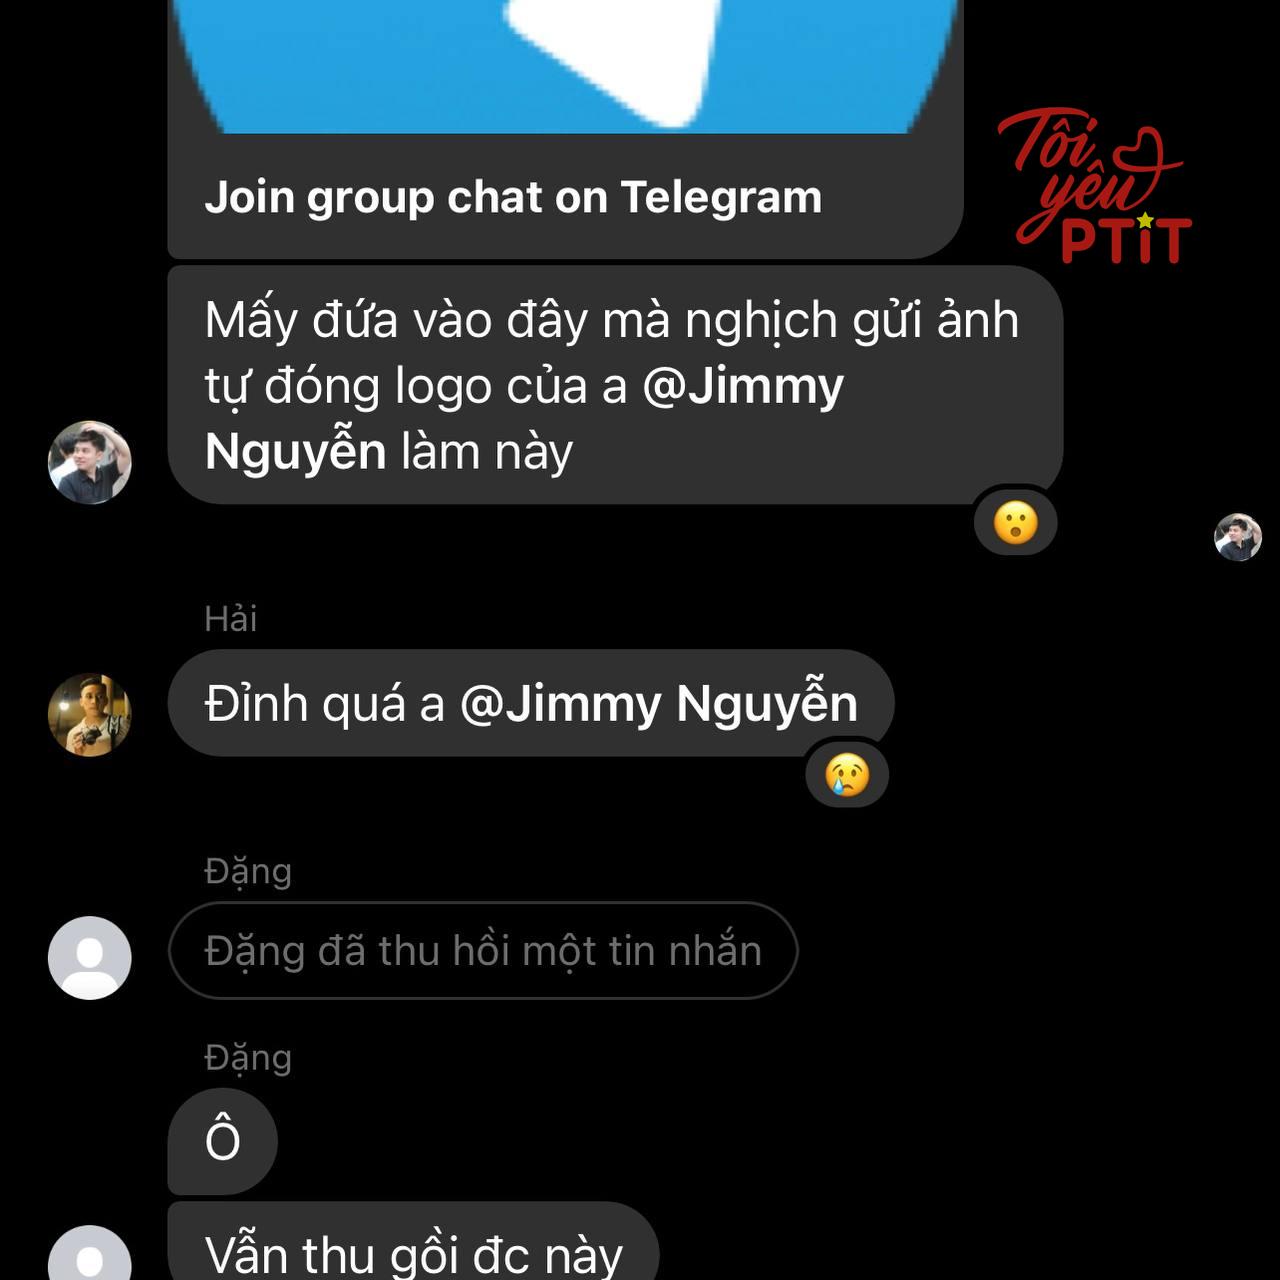 Join group chat on Telegram
Tôi
yêu
PTiT
Mấy đứa vào đây mà nghịch gửi ảnh
tự đóng logo của a @Jimmy
Nguyễn làm này
Hải
Đỉnh quá a @Jimmy Nguyễn
Đặng
Đặng đã thu hồi một tin nhắn
Đặng
Ô
Vẫn thu gồi đc này